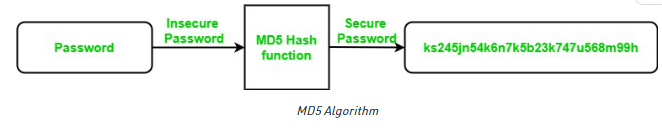 Password
Insecure
Password
MD5 Hash
function
Secure
Password
ks245jn54k6n7k5b23k747u568m99h
MD5 Algorithm